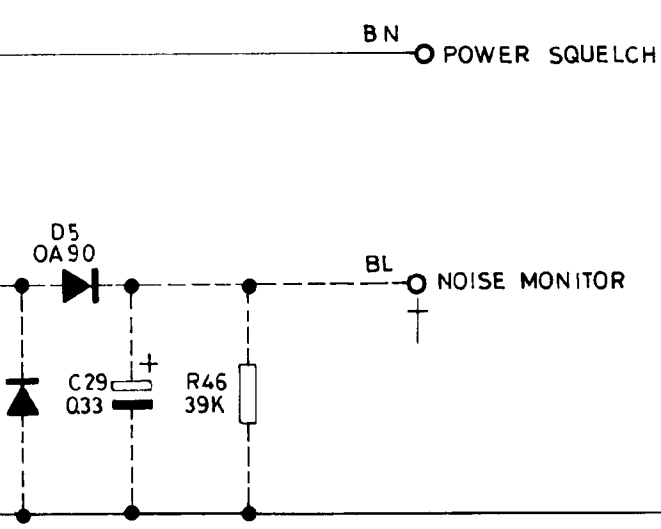 BN
POWER SQUELCH
D5
OA90
BL
NOISE MONITOR
+
C29
0.33
R46
39K